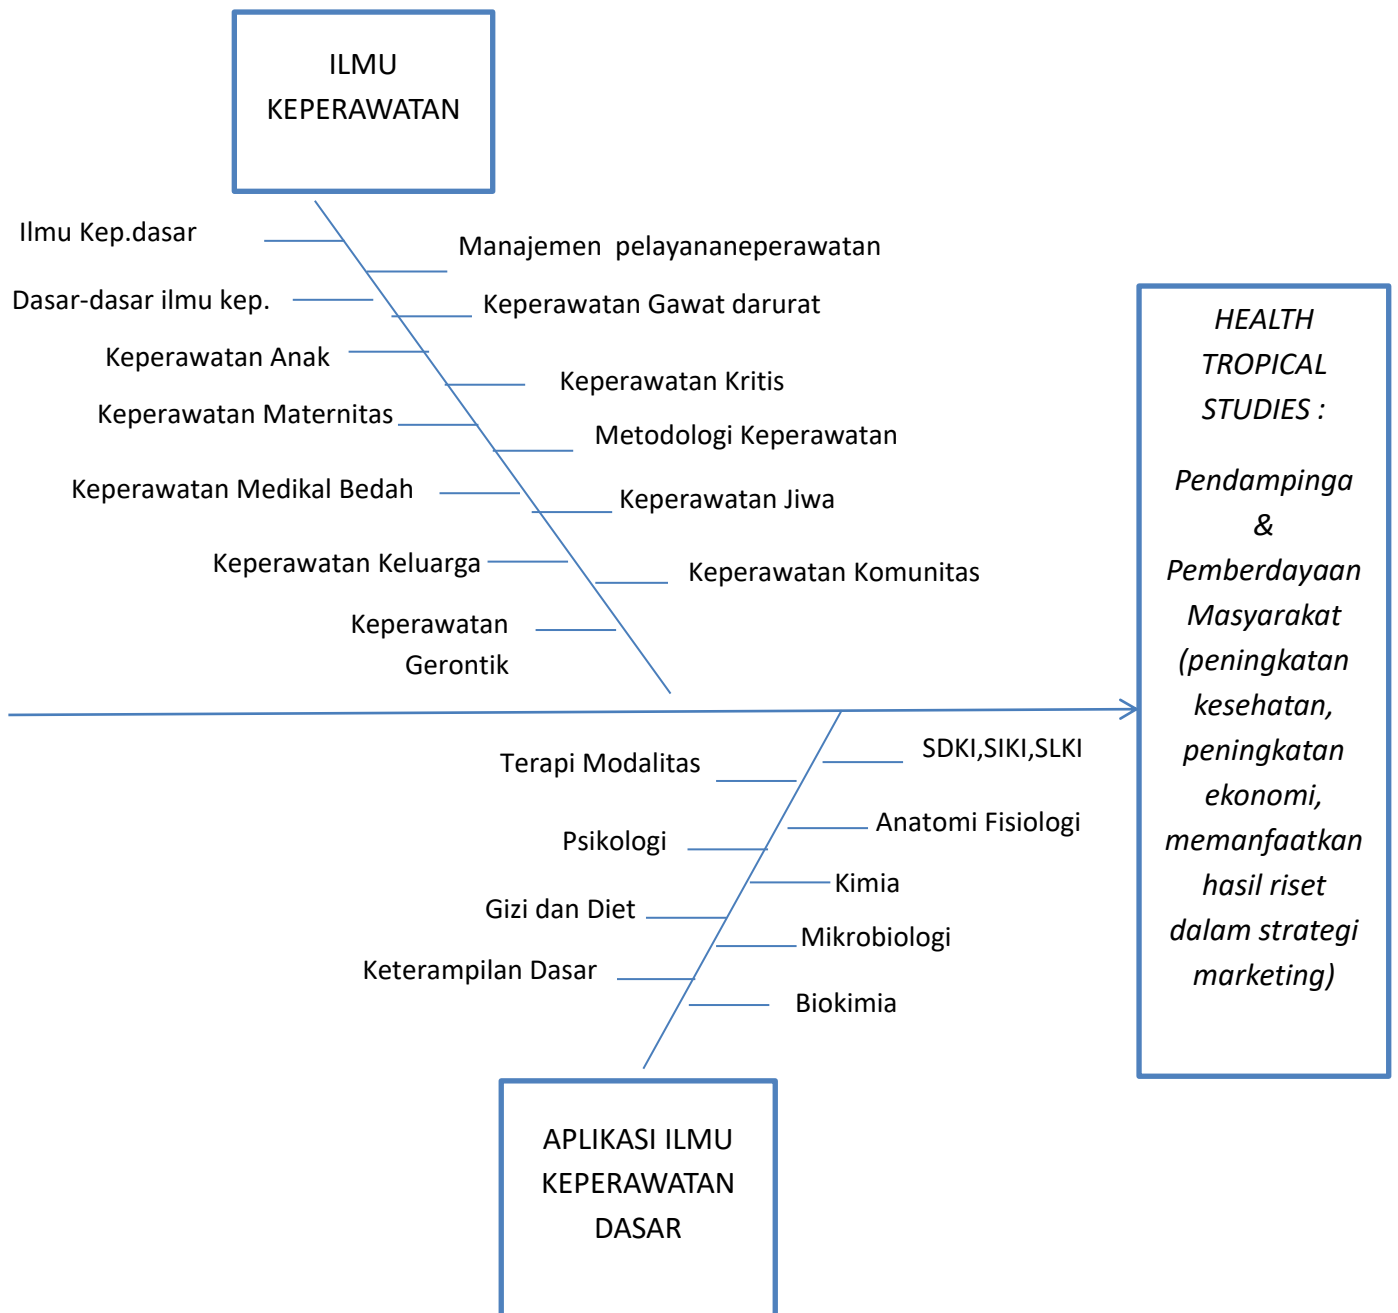 ILMU
KEPERAWATAN
Ilmu Kep.dasar
Manajemen  pelayananeperawatan
Dasar-dasar ilmu kep.
Keperawatan Gawat darurat
Keperawatan Anak
Keperawatan Kritis
Keperawatan Maternitas
Metodologi Keperawatan
Keperawatan Medikal Bedah
Keperawatan Jiwa
Keperawatan Keluarga
Keperawatan Komunitas
Keperawatan
Gerontik
HEALTH
TROPICAL
STUDIES :
Pendampinga
&
Pemberdayaan
Masyarakat
(peningkatan
kesehatan,
peningkatan
ekonomi,
memanfaatkan
hasil riset
dalam strategi
marketing)
Terapi Modalitas
SDKI,SIKI,SLKI
Psikologi
Anatomi Fisiologi
Kimia
Gizi dan Diet
Mikrobiologi
Keterampilan Dasar
Biokimia
APLIKASI ILMU
KEPERAWATAN
DASAR